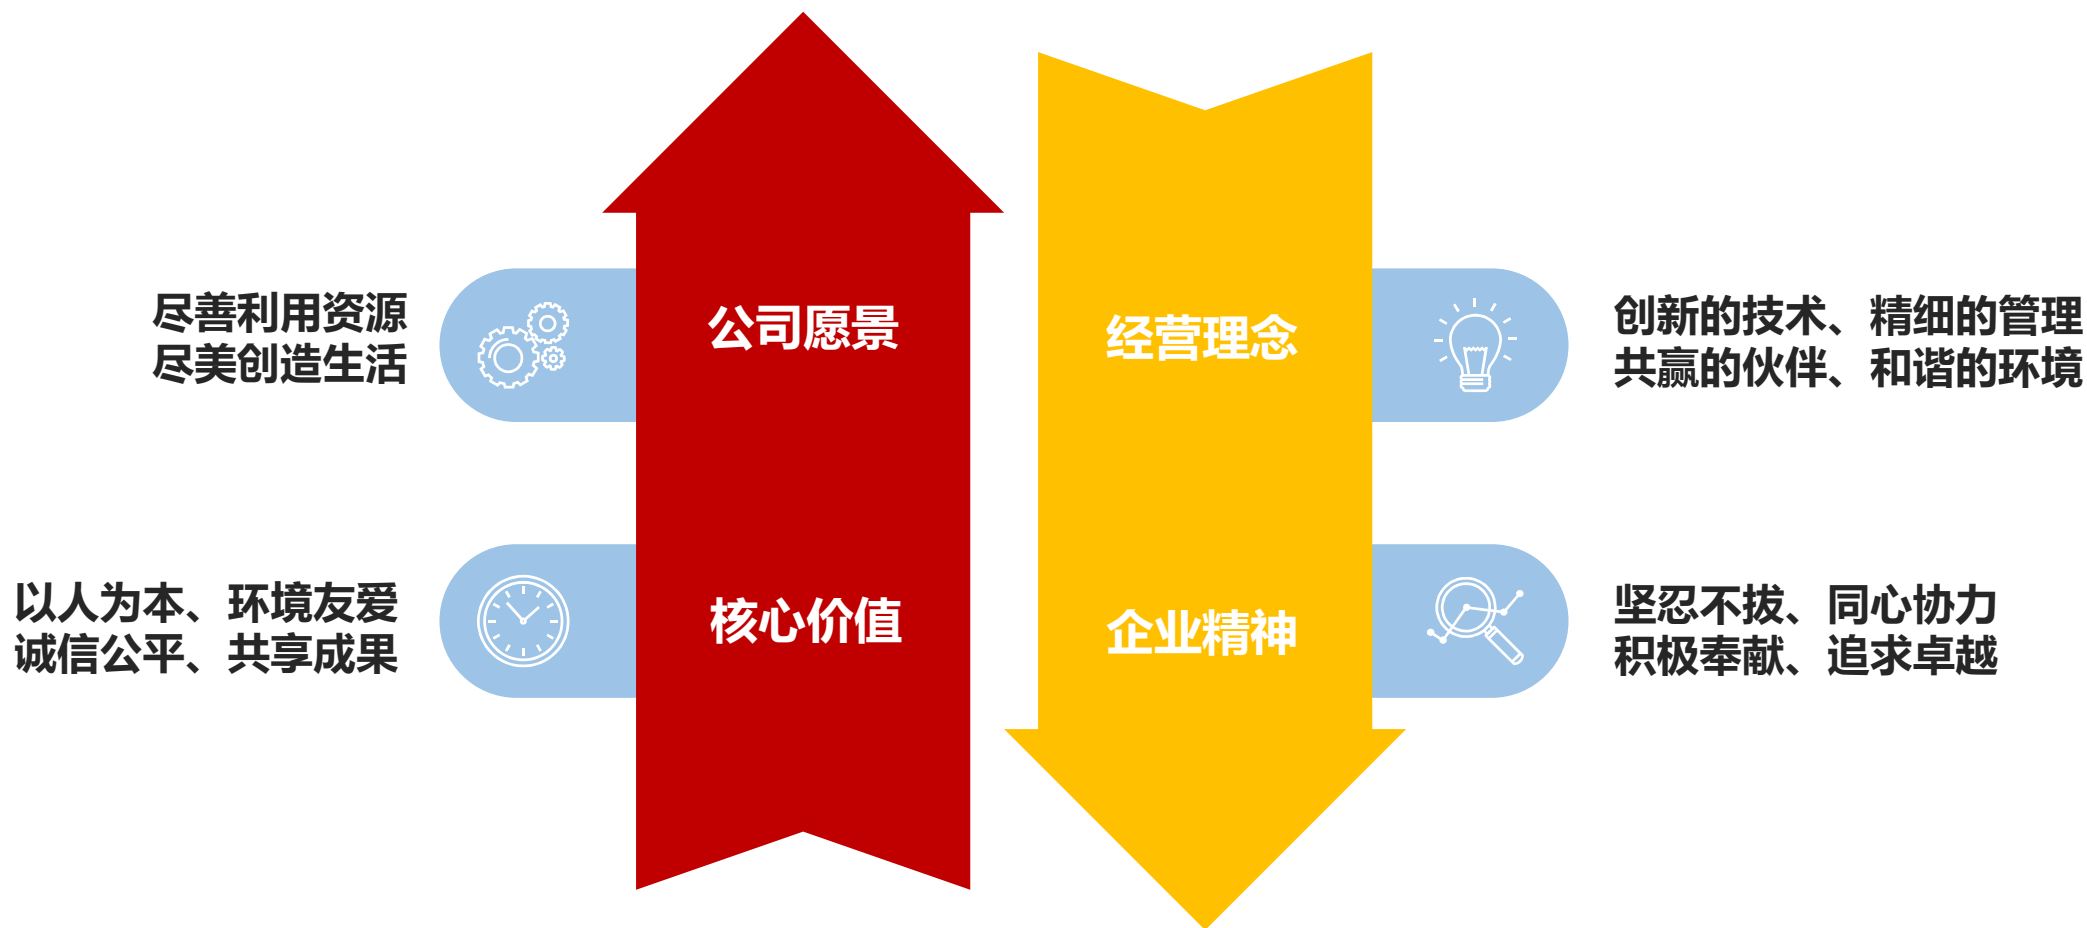 公司愿景
尽善利用资源
尽美创造生活
核心价值
以人为本、环境友爱
诚信公平、共享成果
经营理念
创新的技术、精细的管理
共赢的伙伴、和谐的环境
企业精神
坚忍不拔、同心协力
积极奉献、追求卓越